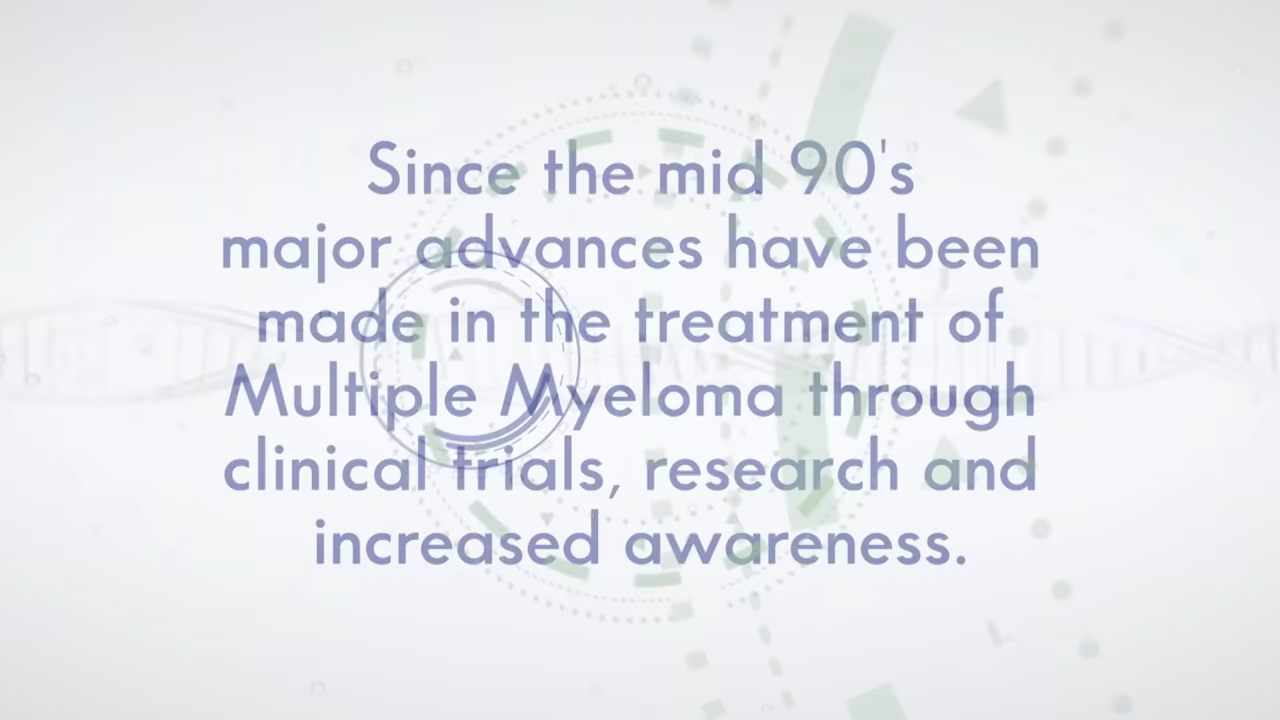 Since the mid 90's
major advances have been
made in the treatment of
Multiple Myeloma through
clinical trials, research and
increased awareness.